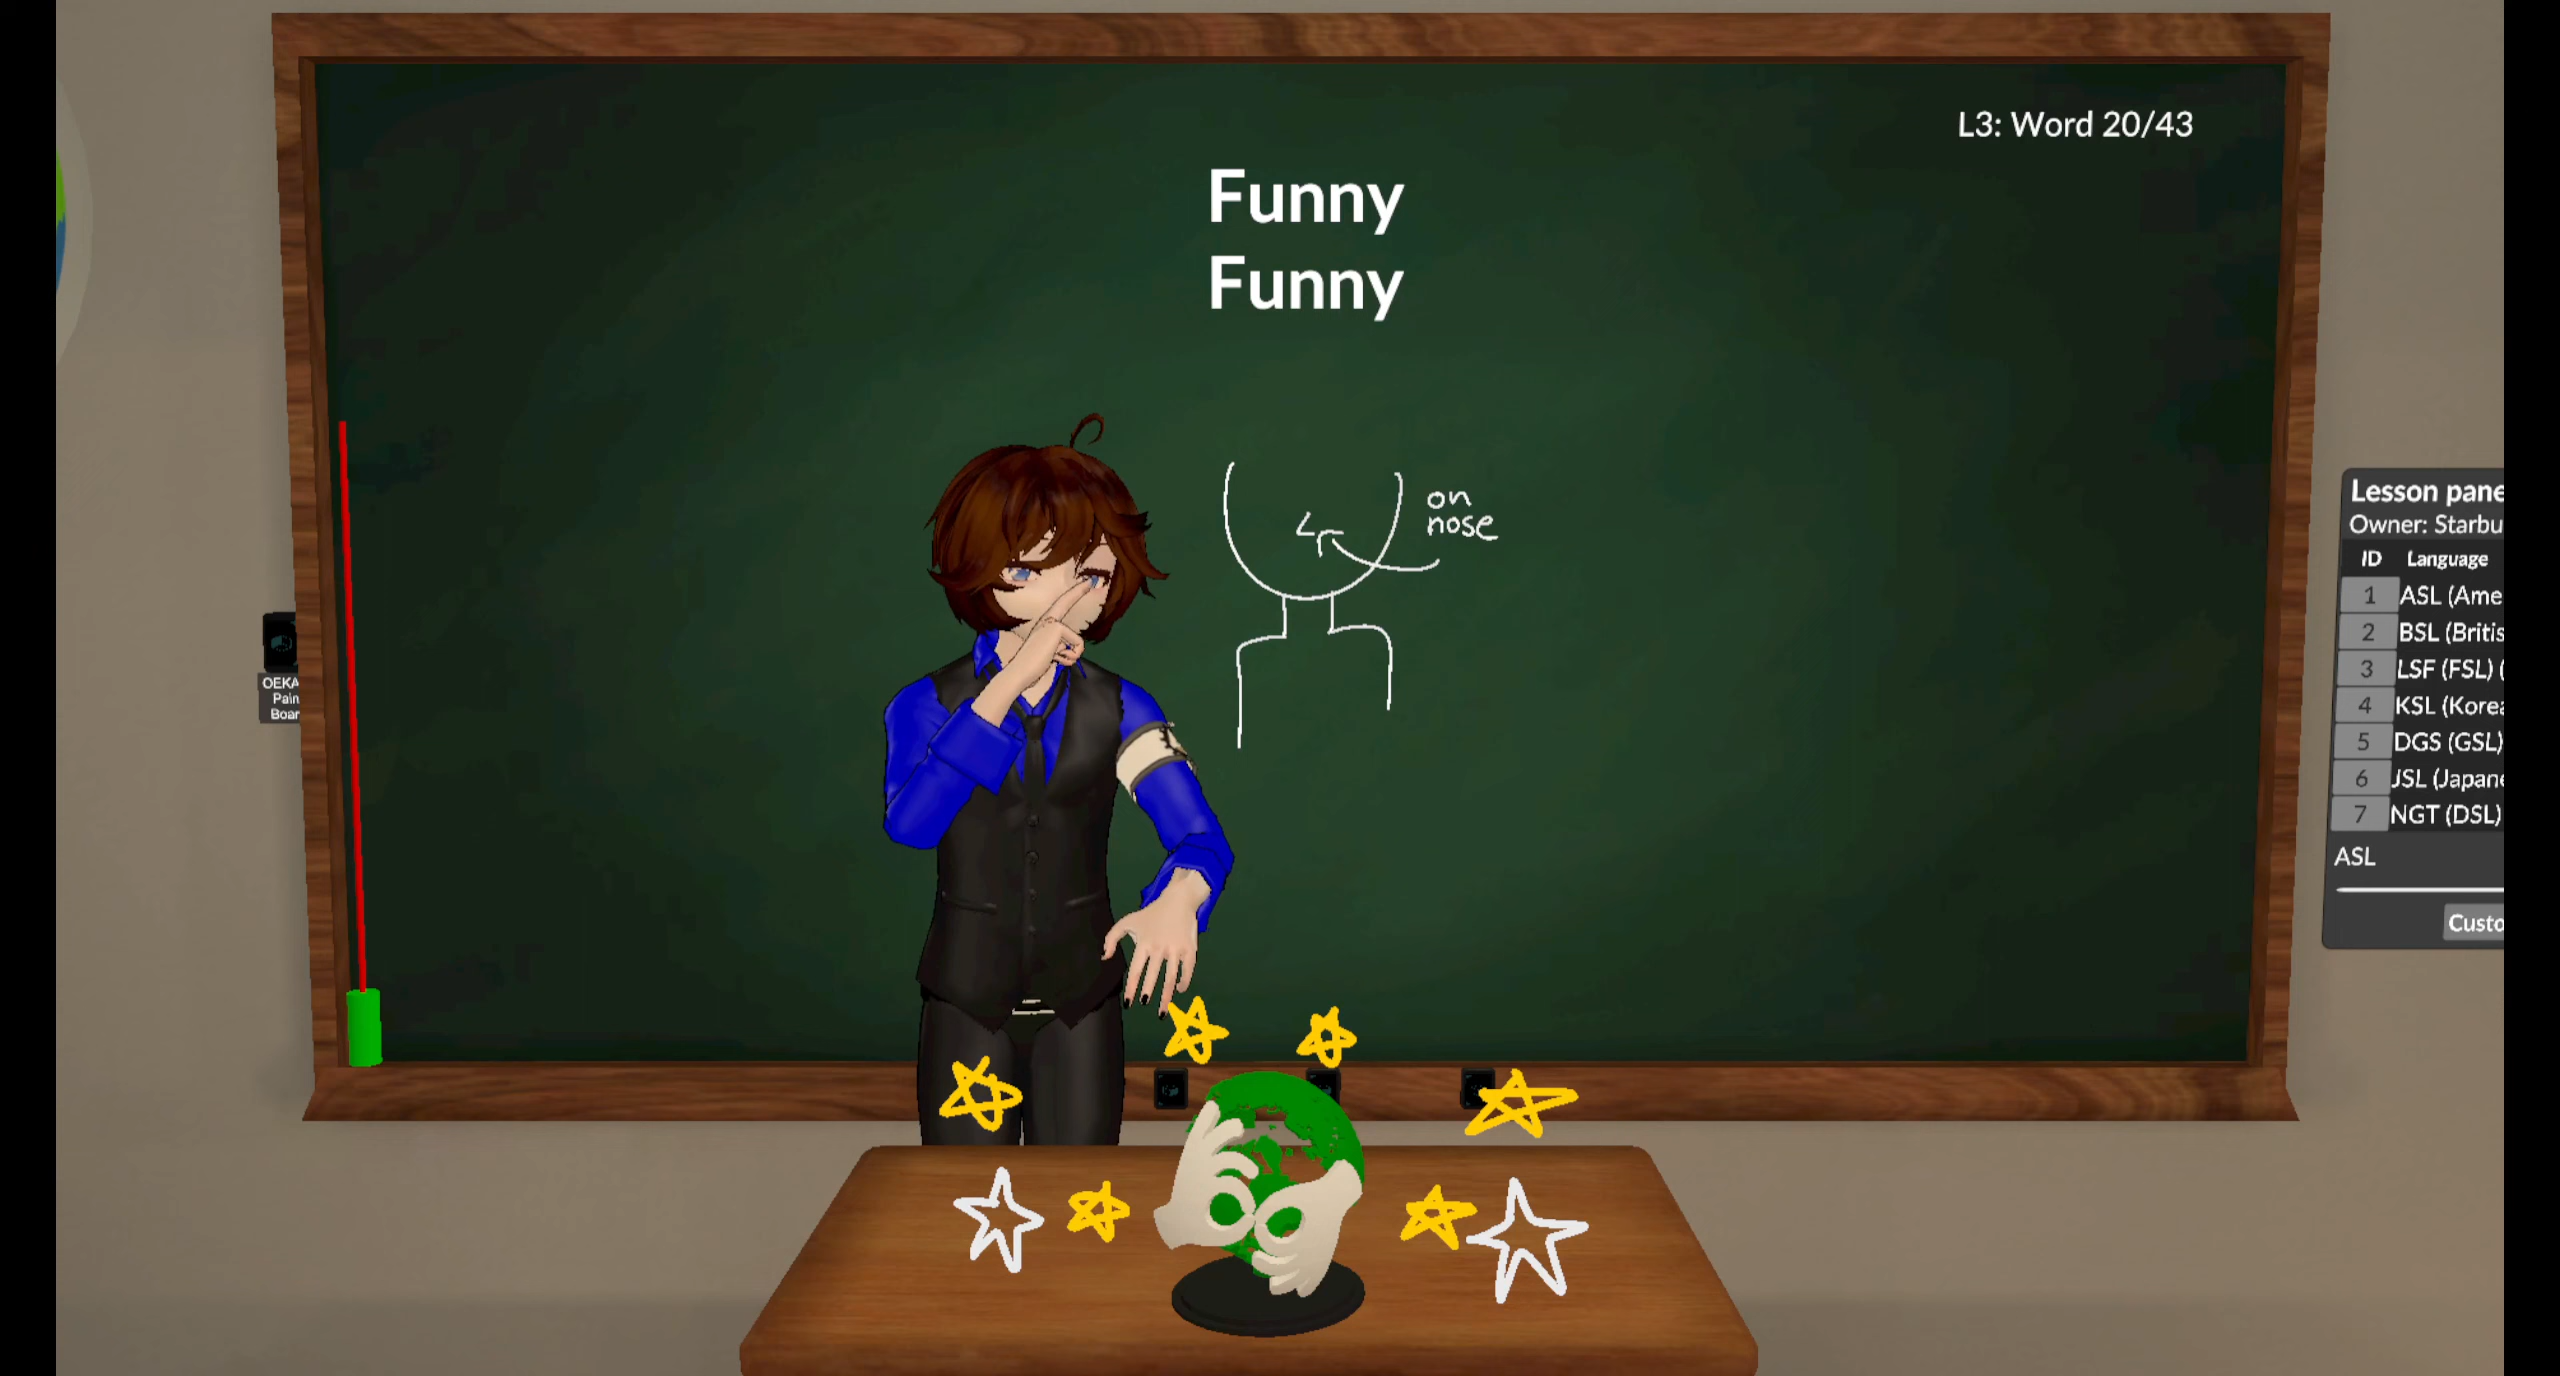 L3: Word 20/43
Funny
Funny
on
nose
Lesson pane
Owner: Starbu
ID Language
1 ASL (Ame
2 BSL (Britis
3 LSF (FSL) (
4 KSL (Korea
5 DGS (GSL)
6 JSL (Japane
7 NGT (DSL)
ASL
Custo
OEKA
Pain
Boar